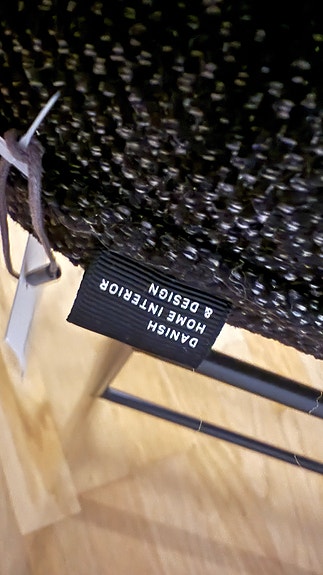 DANISH
HOME INTERIOR
& DESIGN